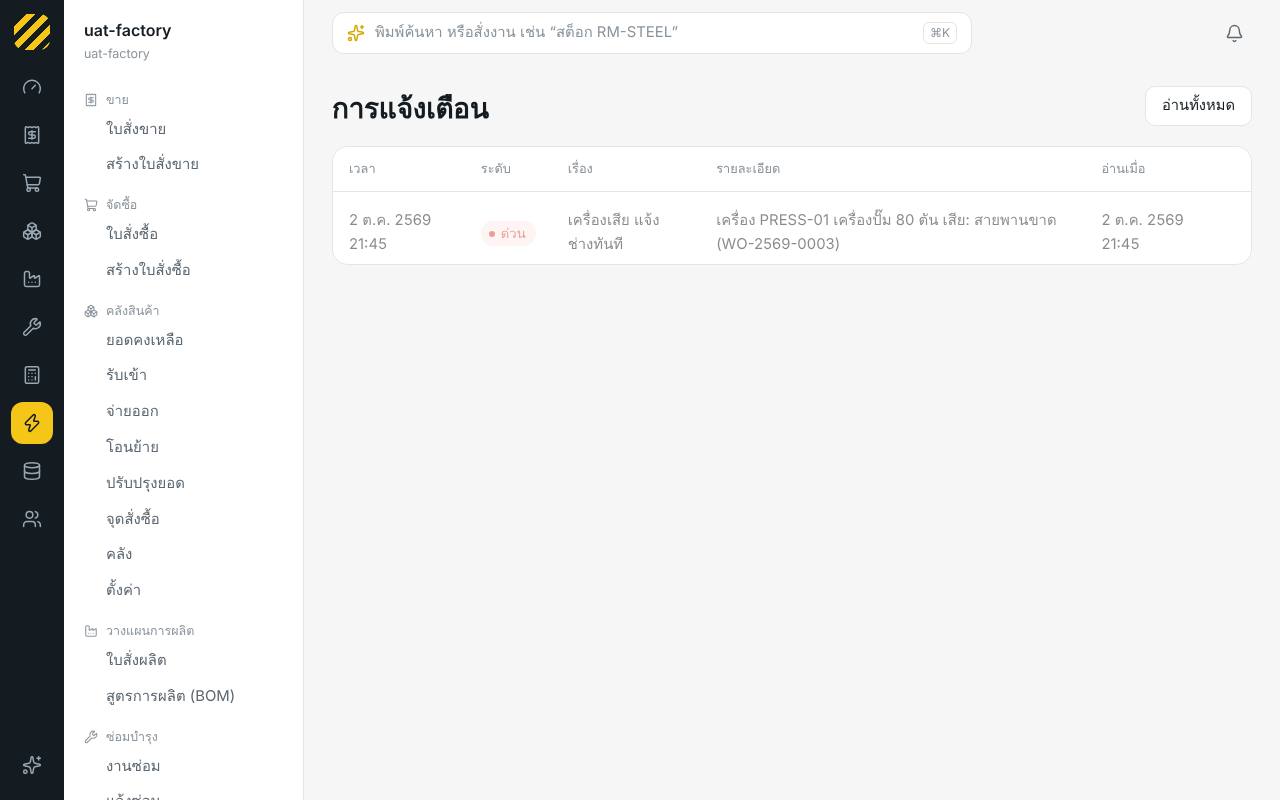 uat-factory
uat-factory
ขาย
ใบสั่งขาย
สร้างใบสั่งขาย
จัดซื้อ
ใบสั่งซื้อ
สร้างใบสั่งซื้อ
คลังสินค้า
ยอดคงเหลือ
รับเข้า
จ่ายออก
โอนย้าย
ปรับปรุงยอด
จุดสั่งซื้อ
คลัง
ตั้งค่า
วางแผนการผลิต
ใบสั่งผลิต
สูตรการผลิต (BOM)
ซ่อมบำรุง
งานซ่อม
พิมพ์ค้นหา หรือสั่งงาน เช่น “สต็อก RM-STEEL”
⌘K
การแจ้งเตือน
อ่านทั้งหมด
เวลา ระดับ เรื่อง รายละเอียด อ่านเมื่อ
2 ต.ค. 2569 21:45
ด่วน
เครื่องเสีย แจ้ง
ช่างทันที
เครื่อง PRESS-01 เครื่องปั๊ม 80 ตัน เสีย: สายพานขาด
(WO-2569-0003)
2 ต.ค. 2569
21:45